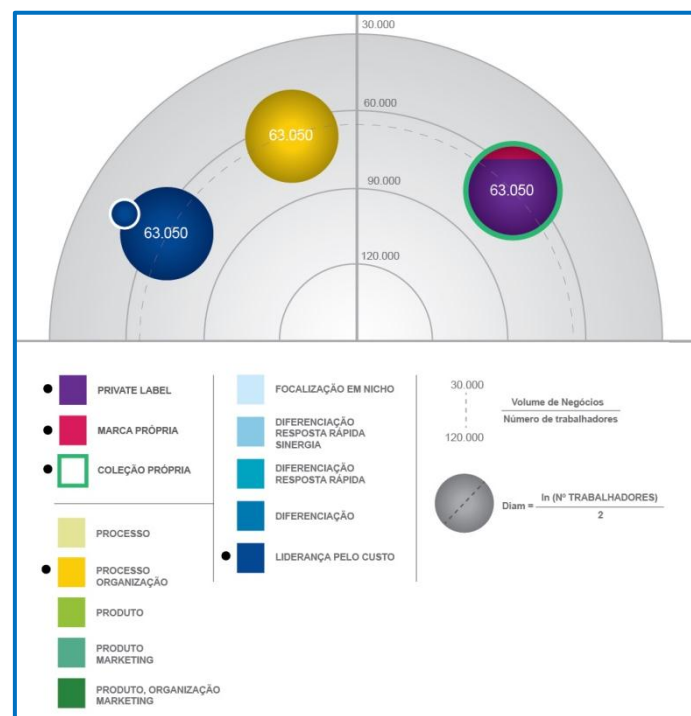 30.000
60.000
63.050
90.000
63.050
63.050
120.000
PRIVATE LABEL
MARCA PRÓPRIA
COLEÇÃO PRÓPRIA
PROCESSO
PROCESSO
ORGANIZAÇÃO
PRODUTO
PRODUTO
MARKETING
PRODUTO, ORGANIZAÇÃO
MARKETING
FOCALIZAÇÃO EM NICHO
DIFERENCIAÇÃO
RESPOSTA RÁPIDA
SINERGIA
DIFERENCIAÇÃO
RESPOSTA RÁPIDA
DIFERENCIAÇÃO
LIDERANÇA PELO CUSTO
30.000
120.000
Volume de Negócios
Número de trabalhadores
Diam = ln (Nº TRABALHADORES)
2